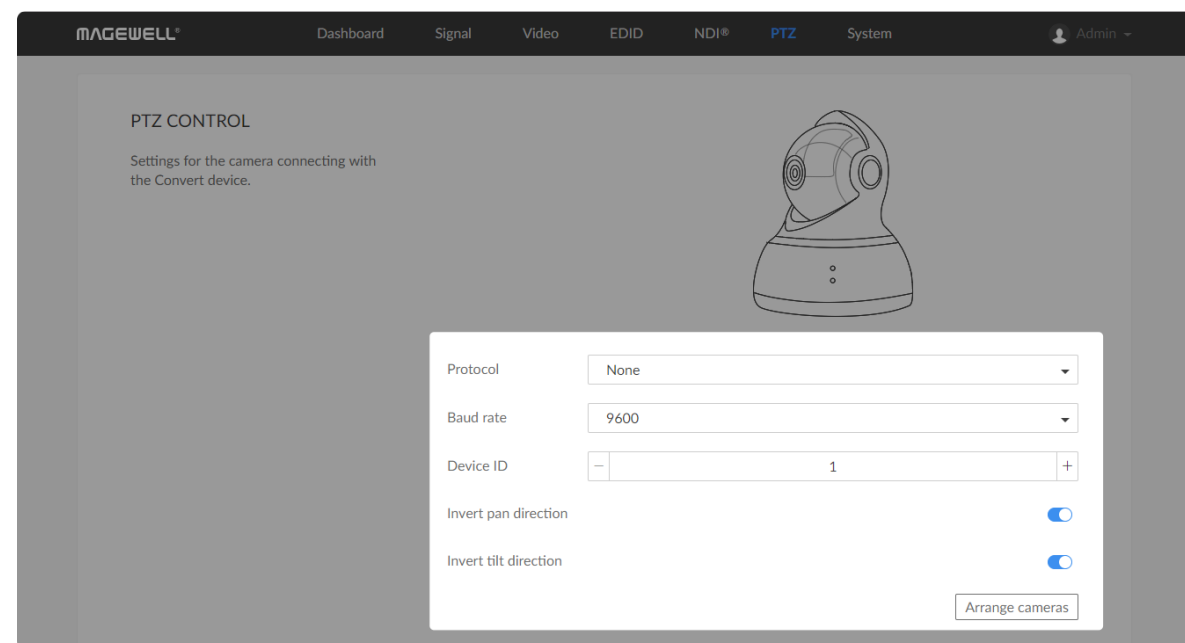 MAGEWELL® Dashboard Signal Video EDID NDI® PTZ System Admin
PTZ CONTROL
Settings for the camera connecting with
the Convert device.
Protocol None
Baud rate 9600
Device ID − 1 +
Invert pan direction
Invert tilt direction
Arrange cameras